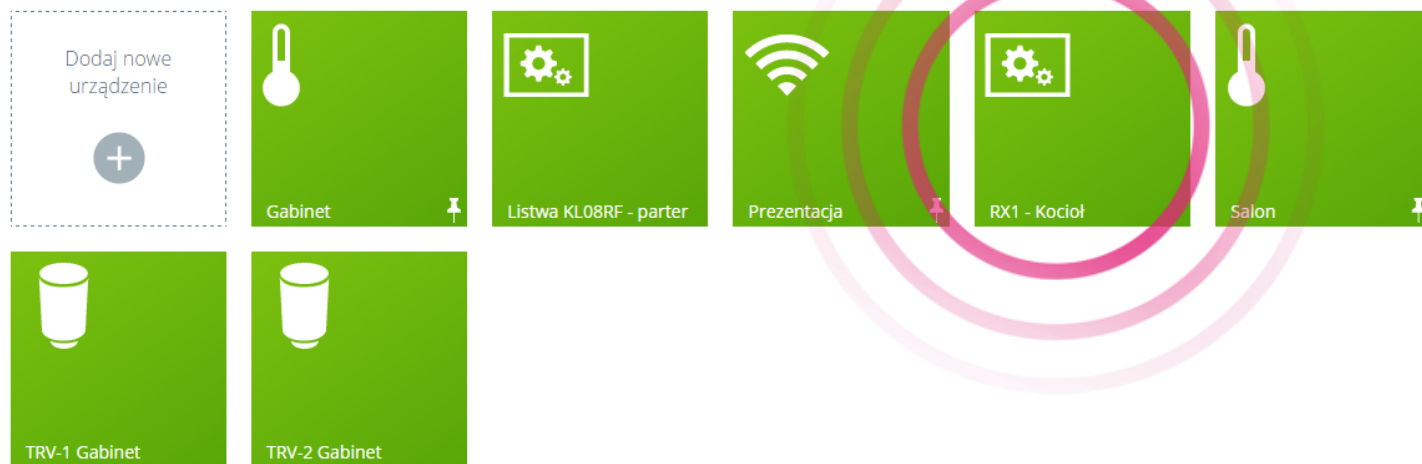 Dodaj nowe
urządzenie
Gabinet
Listwa KL08RF - parter
Prezentacja
RX1 - Kocioł
Salon
TRV-1 Gabinet
TRV-2 Gabinet